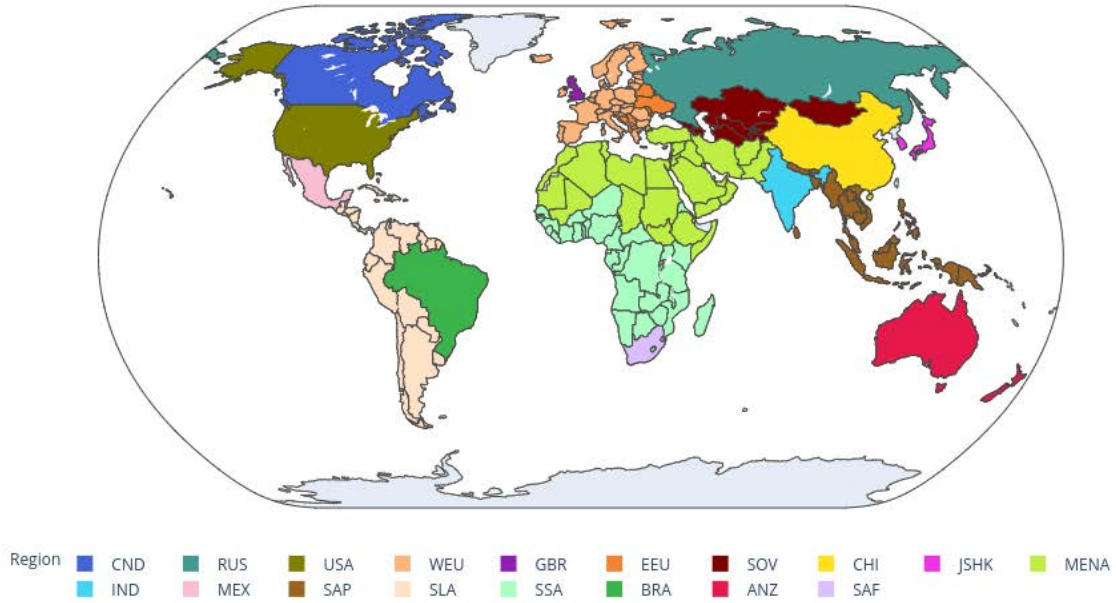 Region CND RUS USA WEU GBR EEU SOV CHI JSHK MENA
IND MEX SAP SLA SSA BRA ANZ SAF